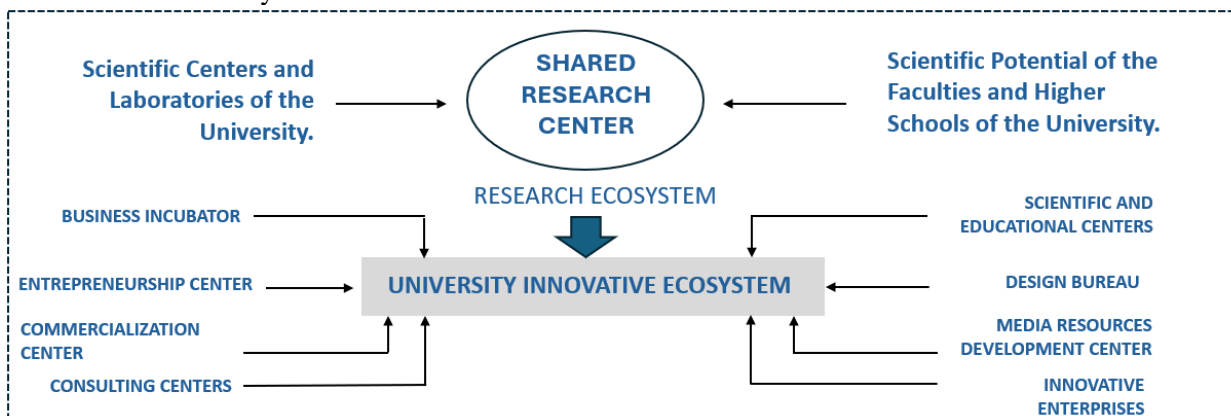 Scientific Centers and
Laboratories of the
University.
SHARED
RESEARCH
CENTER
Scientific Potential of the
Faculties and Higher
Schools of the University.
RESEARCH ECOSYSTEM
BUSINESS INCUBATOR
SCIENTIFIC AND
EDUCATIONAL CENTERS
ENTREPRENEURSHIP CENTER
UNIVERSITY INNOVATIVE ECOSYSTEM
DESIGN BUREAU
COMMERCIALIZATION
CENTER
MEDIA RESOURCES
DEVELOPMENT CENTER
CONSULTING CENTERS
INNOVATIVE
ENTERPRISES